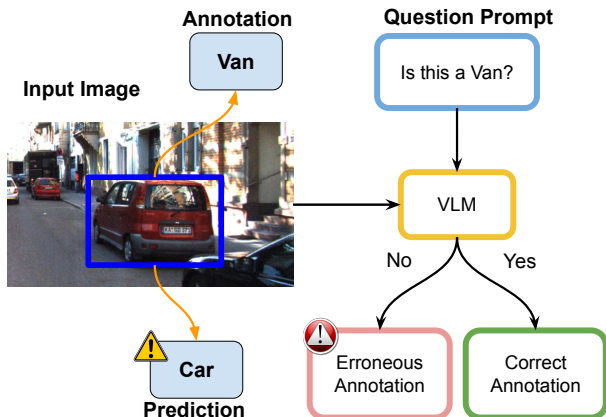 Annotation
Van
Input Image
Car
Prediction
Question Prompt
Is this a Van?
VLM
No
Yes
Erroneous
Annotation
Correct
Annotation